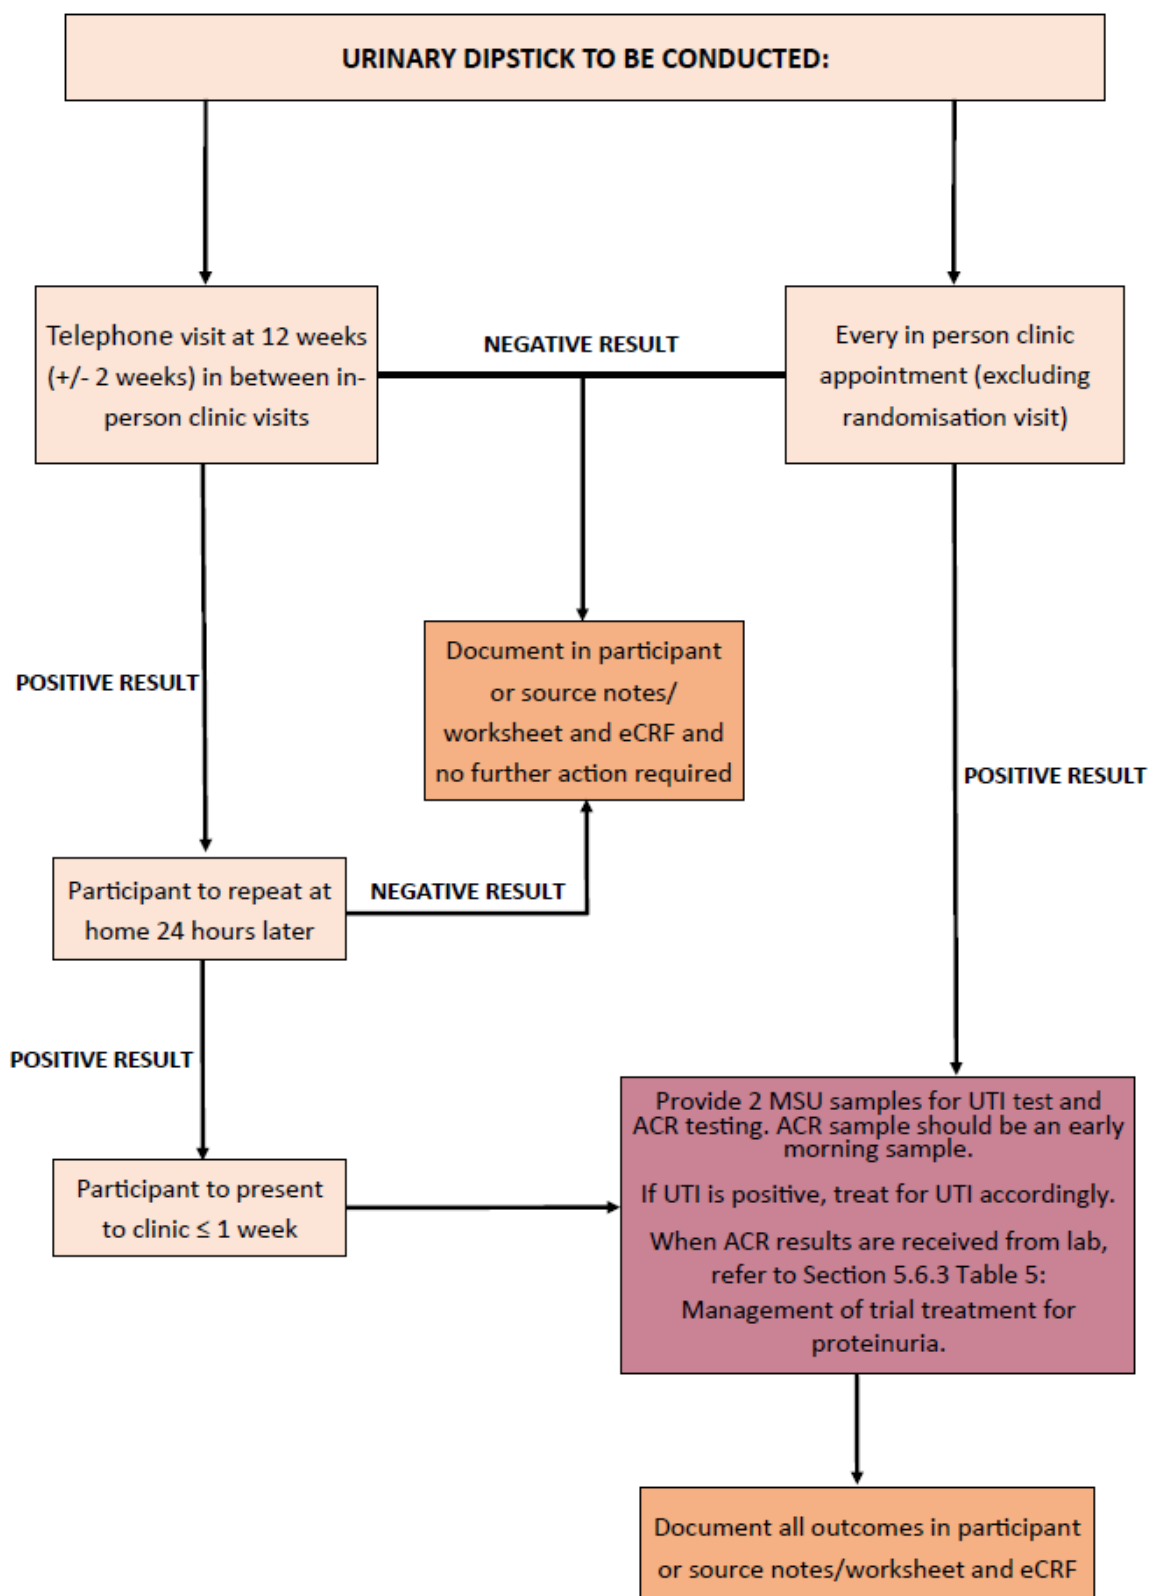 URINARY DIPSTICK TO BE CONDUCTED:
Telephone visit at 12 weeks
(+/- 2 weeks) in between in-
person clinic visits
NEGATIVE RESULT
Every in person clinic
appointment (excluding
randomisation visit)
POSITIVE RESULT
Document in participant
or source notes/
worksheet and eCRF and
no further action required
POSITIVE RESULT
Participant to repeat at
home 24 hours later
NEGATIVE RESULT
POSITIVE RESULT
Participant to present
to clinic ≤ 1 week
Provide 2 MSU samples for UTI test and
ACR testing. ACR sample should be an early
morning sample.
If UTI is positive, treat for UTI accordingly.
When ACR results are received from lab,
refer to Section 5.6.3 Table 5:
Management of trial treatment for
proteinuria.
Document all outcomes in participant
or source notes/worksheet and eCRF